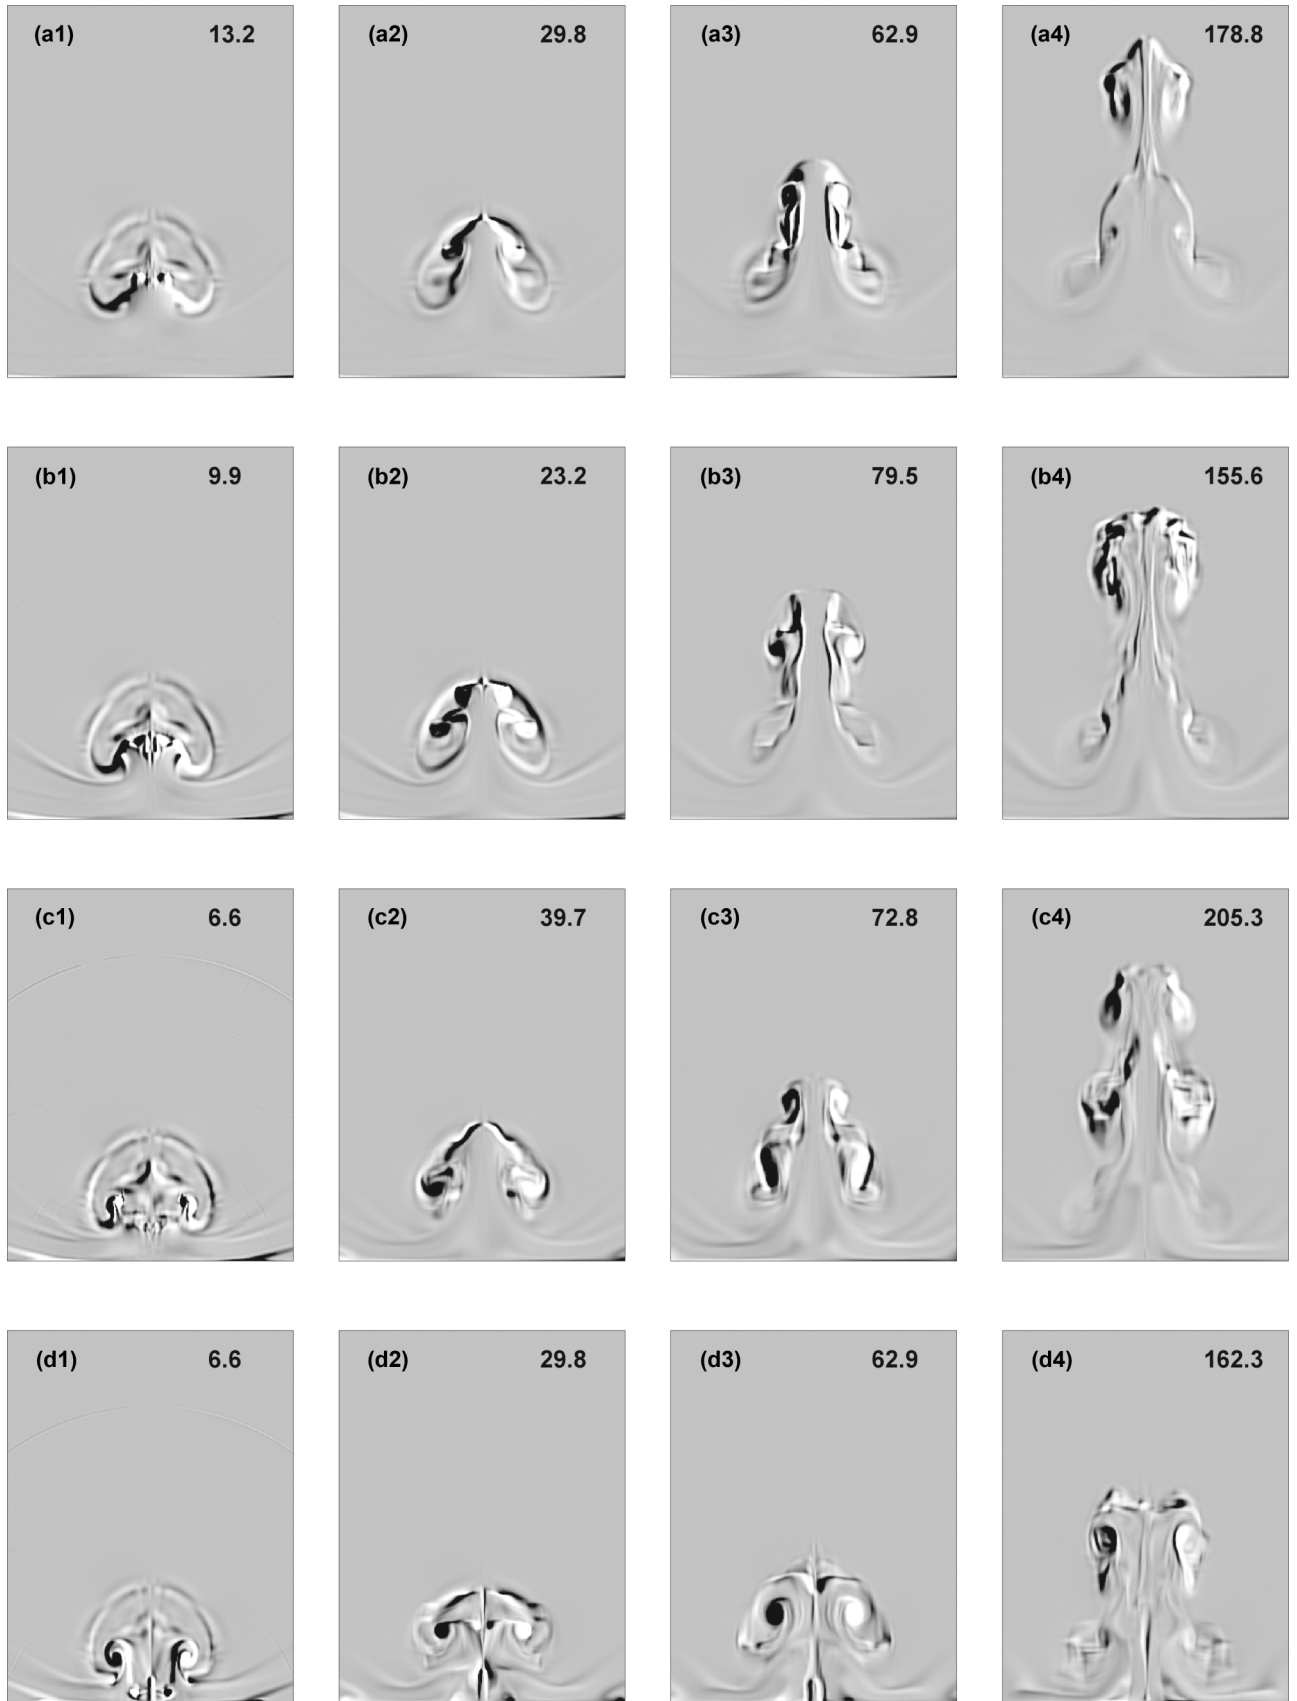 (a1) 13.2 (a2) 29.8 (a3) 62.9 (a4) 178.8
(b1) 9.9 (b2) 23.2 (b3) 79.5 (b4) 155.6
(c1) 6.6 (c2) 39.7 (c3) 72.8 (c4) 205.3
(d1) 6.6 (d2) 29.8 (d3) 62.9 (d4) 162.3